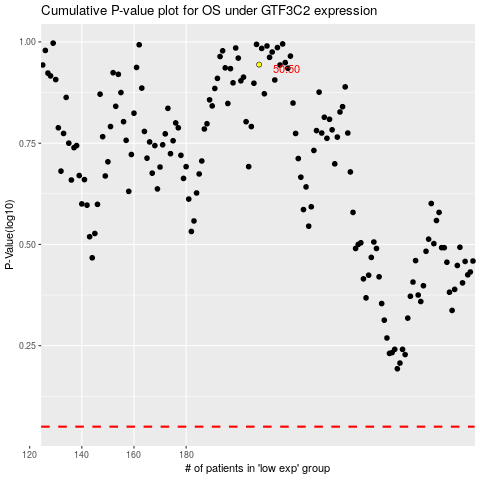 Cumulative P-value plot for OS under GTF3C2 expression
P-Value(log10)
1.00
0.75
0.50
0.25
50.60
120 140 160 180
# of patients in 'low exp' group